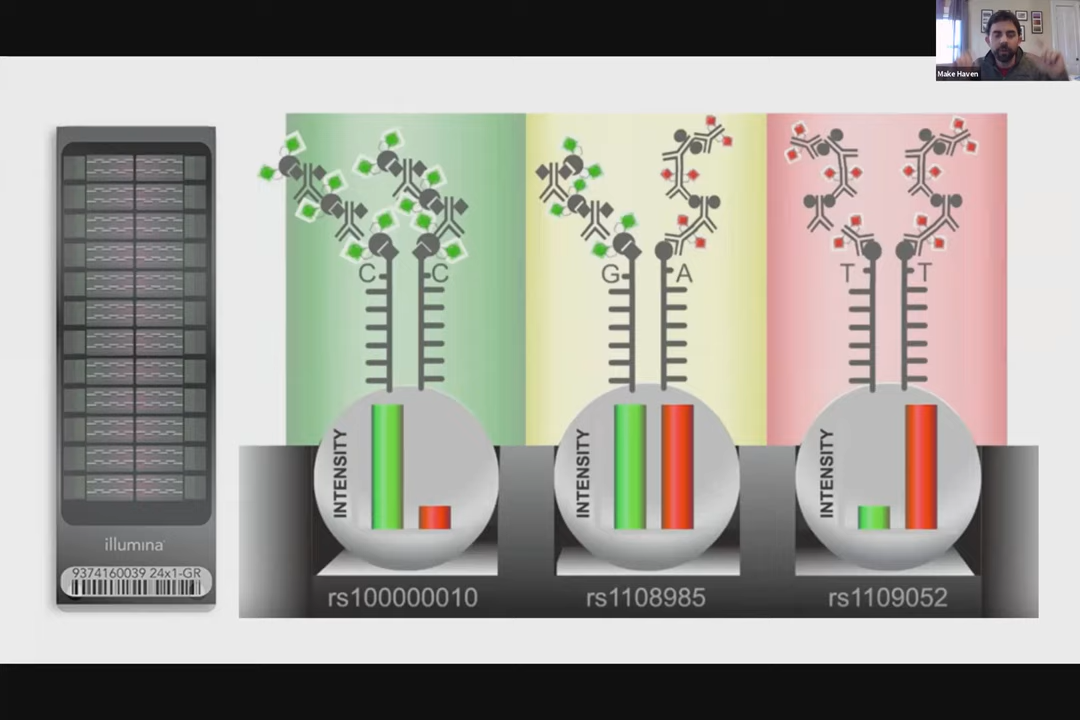 Make Haven
C
C
G
A
T
T
INTENSITY
INTENSITY
INTENSITY
illumina
9374160039 24x1-GR
rs100000010
rs1108985
rs1109052